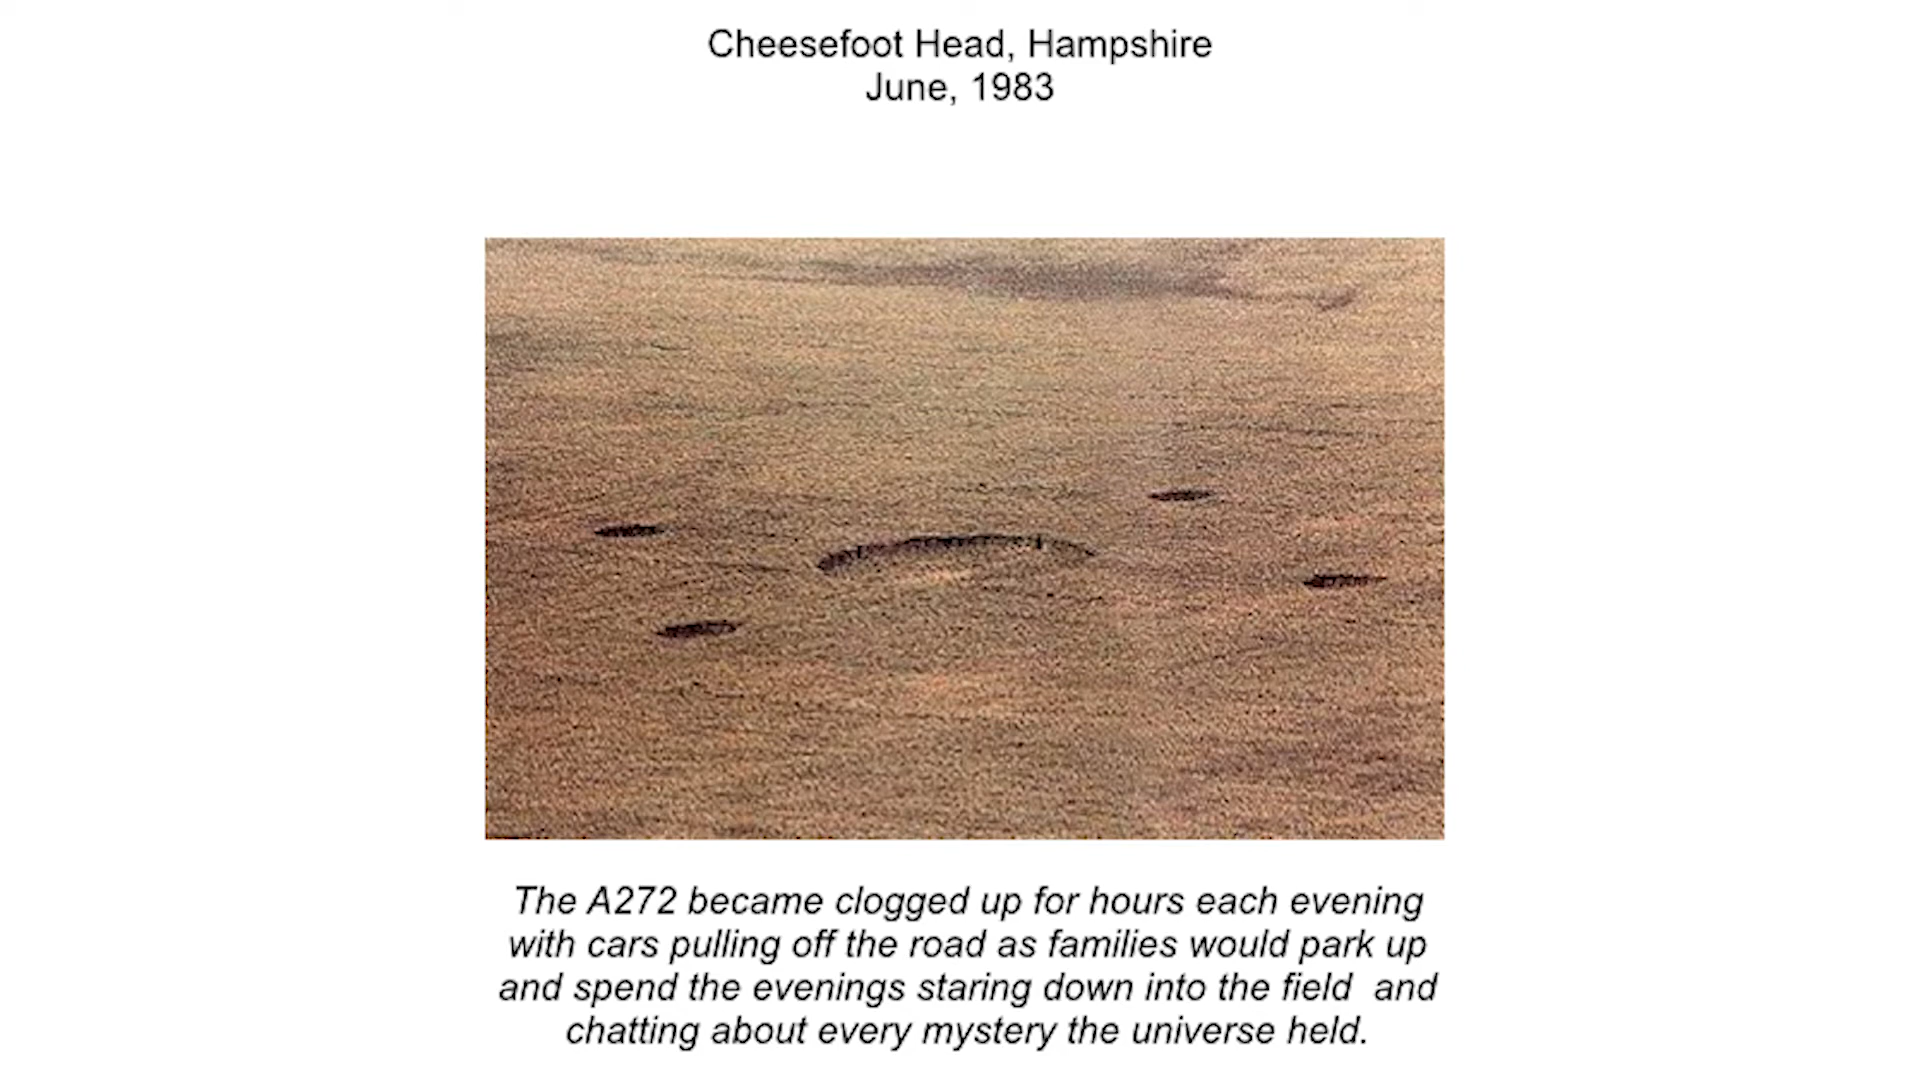 Cheesefoot Head, Hampshire
June, 1983
The A272 became clogged up for hours each evening
with cars pulling off the road as families would park up
and spend the evenings staring down into the field  and
chatting about every mystery the universe held.